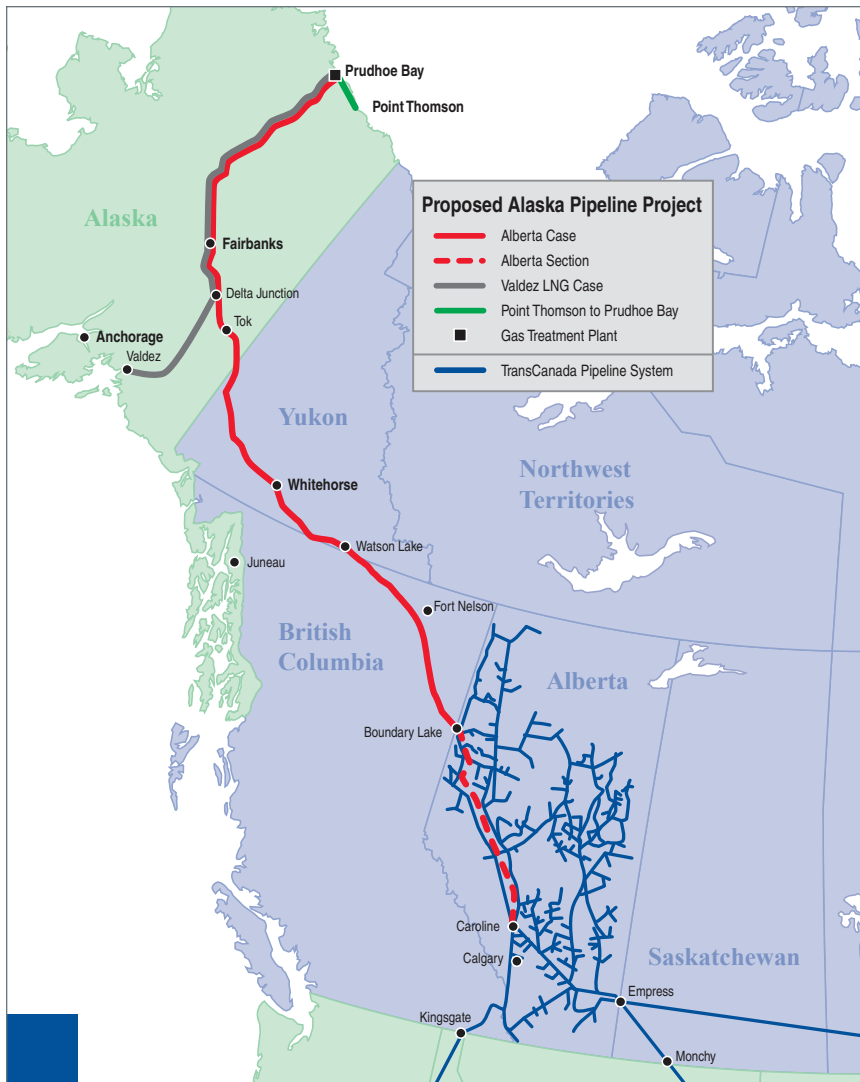 Prudhoe Bay
Point Thomson
Proposed Alaska Pipeline Project
Alberta Case
Alberta Section
Valdez LNG Case
Point Thomson to Prudhoe Bay
Gas Treatment Plant
TransCanada Pipeline System
Alaska
Fairbanks
Delta Junction
Tok
Anchorage
Valdez
Yukon
Northwest
Territories
Whitehorse
Watson Lake
Juneau
Fort Nelson
British
Columbia
Alberta
Boundary Lake
Caroline
Calgary
Saskatchewan
Empress
Kingsgate
Monchy